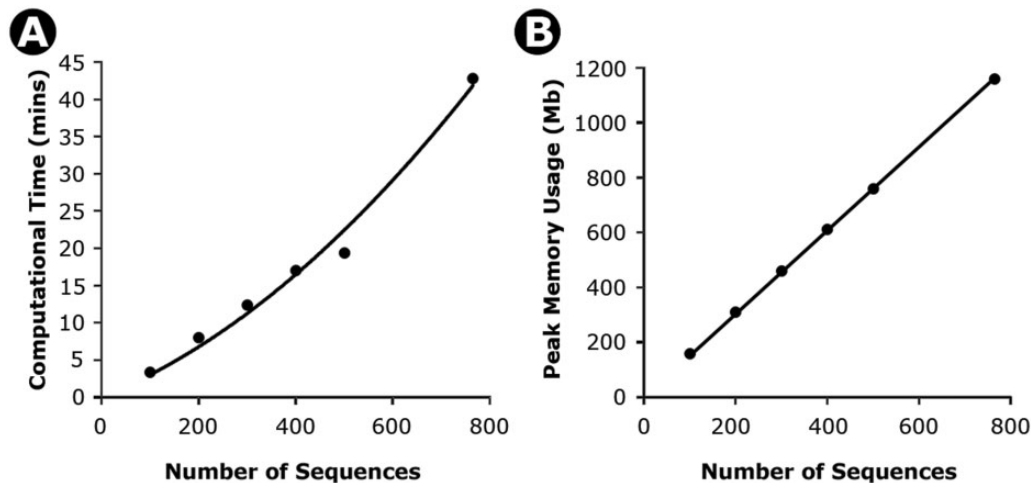 A
Computational Time (mins)
45
40
35
30
25
20
15
10
5
0
0 200 400 600 800
Number of Sequences
B
Peak Memory Usage (Mb)
1200
1000
800
600
400
200
0
0 200 400 600 800
Number of Sequences